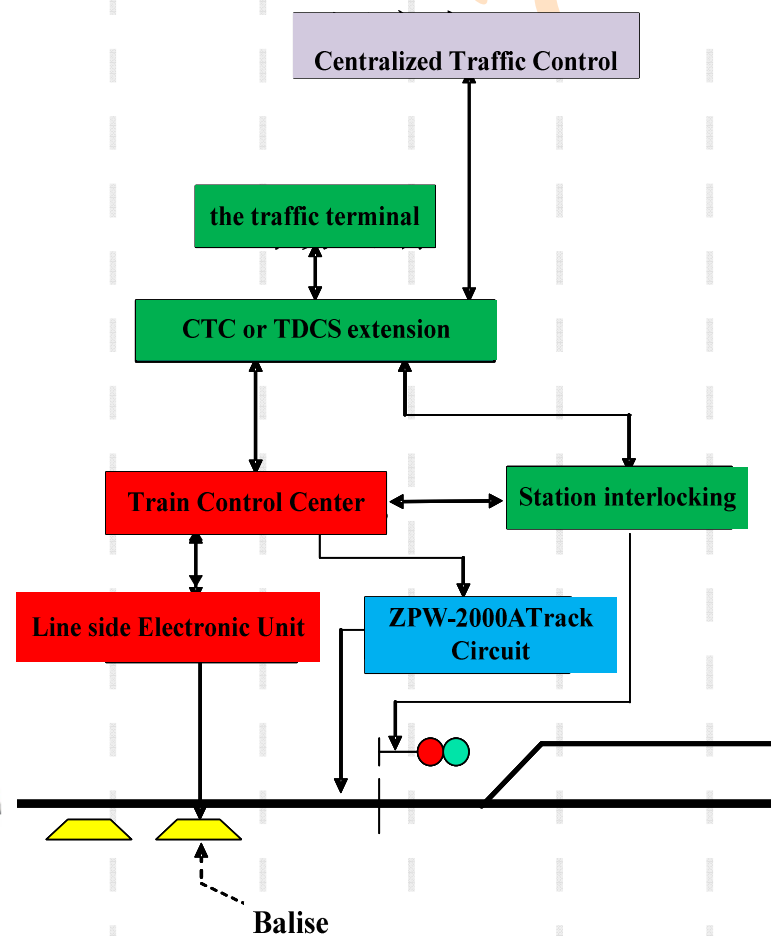 Centralized Traffic Control
the traffic terminal
CTC or TDCS extension
Train Control Center
Station interlocking
Line side Electronic Unit
ZPW-2000ATrack
Circuit
Balise